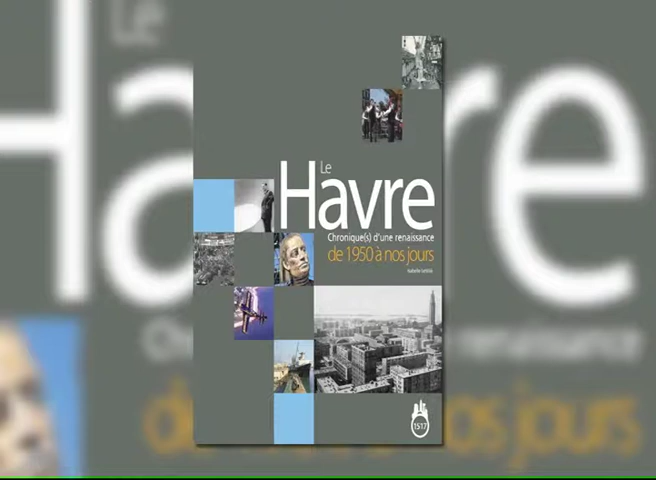 Le
Havre
Chronique(s) d'une renaissance
de 1950 à nos jours
1517